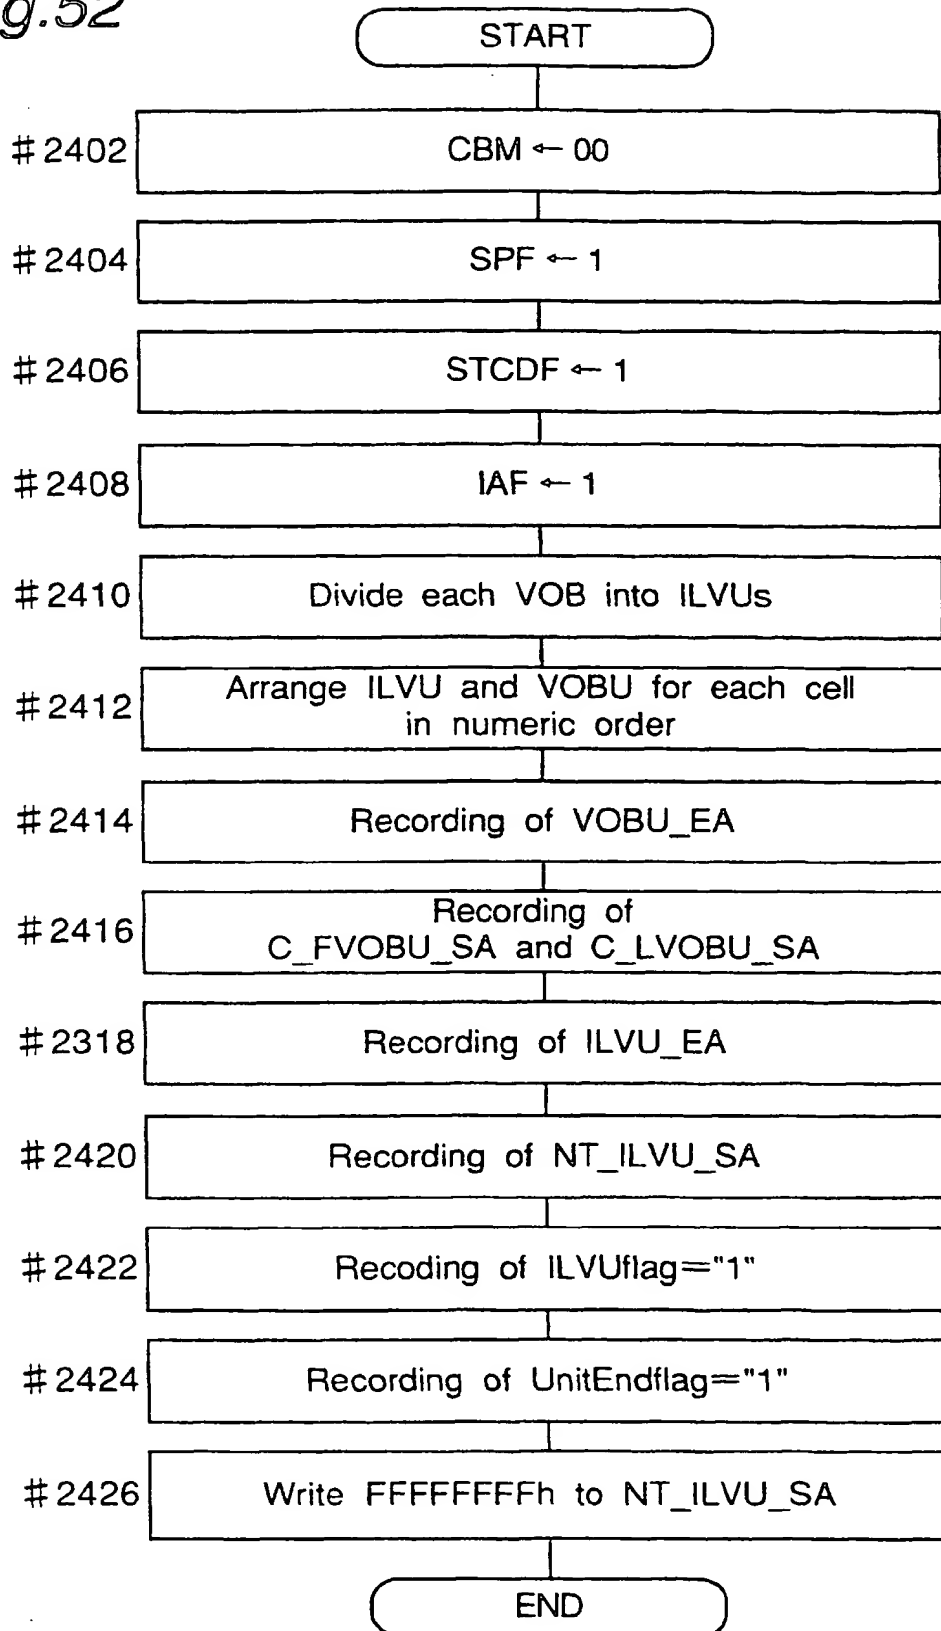 g.52
START
#2402 CBM ← 00
#2404 SPF ← 1
#2406 STCDF ← 1
#2408 IAF ← 1
#2410 Divide each VOB into ILVUs
#2412 Arrange ILVU and VOBU for each cell
in numeric order
#2414 Recording of VOBU_EA
#2416 Recording of
C_FVOBU_SA and C_LVOBU_SA
#2318 Recording of ILVU_EA
#2420 Recording of NT_ILVU_SA
#2422 Recoding of ILVUflag="1"
#2424 Recording of UnitEndflag="1"
#2426 Write FFFFFFFFh to NT_ILVU_SA
END